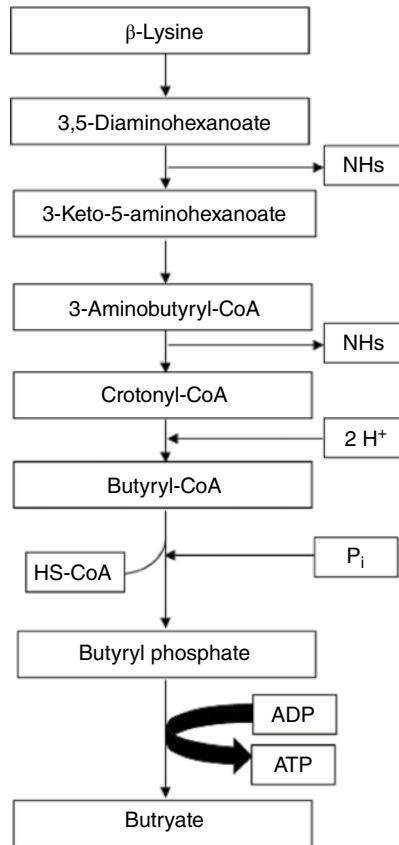 β-Lysine
3,5-Diaminohexanoate
NHs
3-Keto-5-aminohexanoate
3-Aminobutyryl-CoA
NHs
Crotonyl-CoA
2 H⁺
Butyryl-CoA
HS-CoA
Pᵢ
Butyryl phosphate
ADP
ATP
Butryate